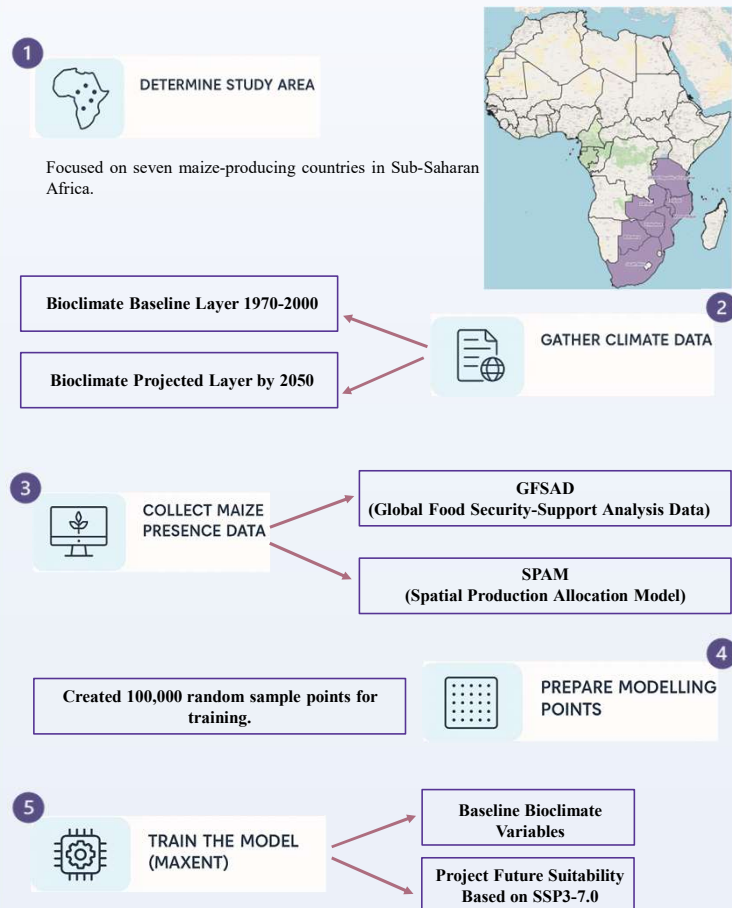 1
DETERMINE STUDY AREA
Focused on seven maize-producing countries in Sub-Saharan
Africa.
2
GATHER CLIMATE DATA
Bioclimate Baseline Layer 1970-2000
Bioclimate Projected Layer by 2050
3
COLLECT MAIZE
PRESENCE DATA
GFSAD
(Global Food Security-Support Analysis Data)
SPAM
(Spatial Production Allocation Model)
4
PREPARE MODELLING
POINTS
Created 100,000 random sample points for
training.
5
TRAIN THE MODEL
(MAXENT)
Baseline Bioclimate
Variables
Project Future Suitability
Based on SSP3-7.0